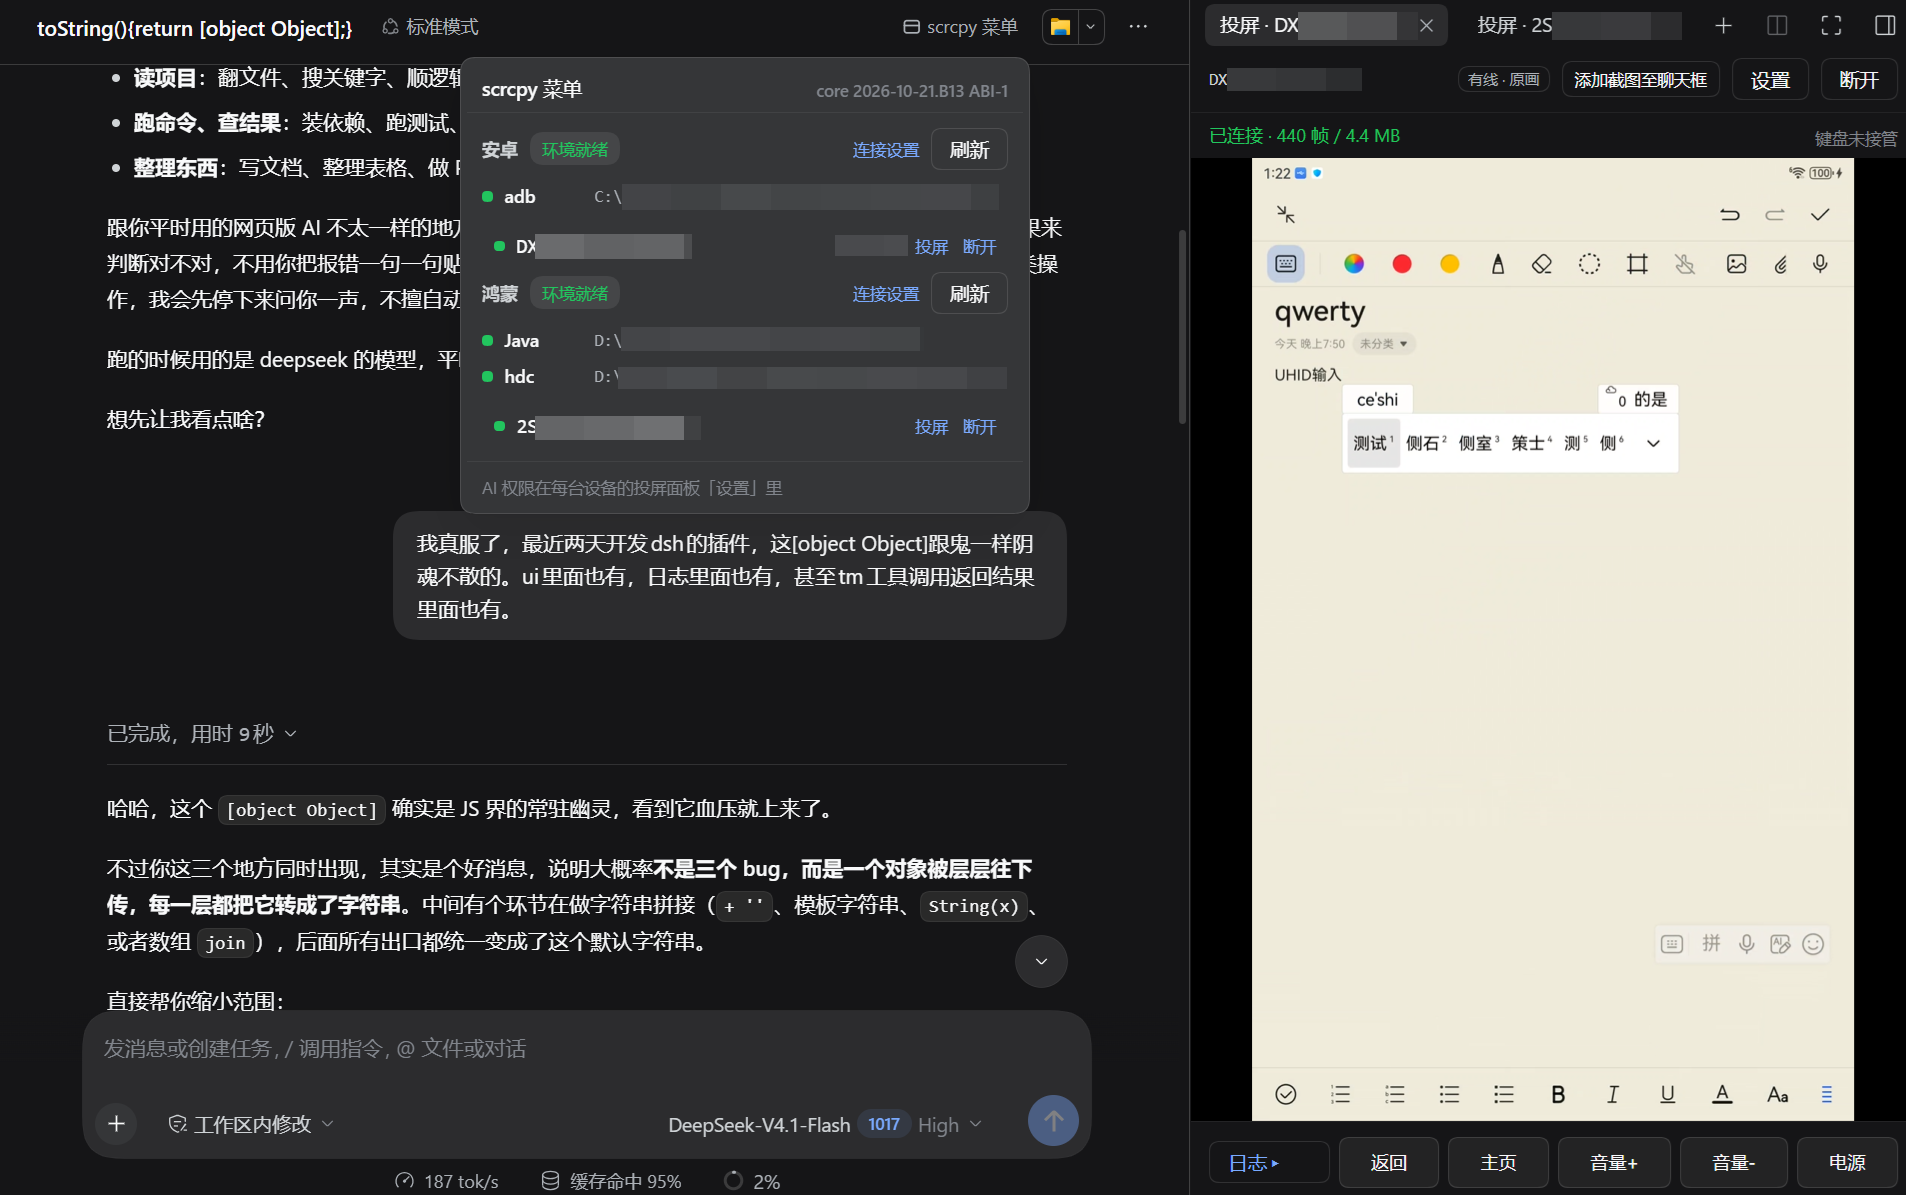 toString(){return [object Object];}
标准模式
scrcpy 菜单
读项目：翻文件、搜关键字、顺逻辑
跑命令、查结果：装依赖、跑测试、
整理东西：写文档、整理表格、做
跟你平时用的网页版 AI 不太一样的地方
果来
判断对不对，不用你把报错一句一句贴
类操
作，我会先停下来问你一声，不擅自动
跑的时候用的是 deepseek 的模型，平
想先让我看点啥？
scrcpy 菜单
core 2026-10-21.B13 ABI-1
安卓
环境就绪
连接设置
刷新
adb
C:\
DX
投屏
断开
鸿蒙
环境就绪
连接设置
刷新
Java
D:\
hdc
D:\
2S
投屏
断开
AI 权限在每台设备的投屏面板「设置」里
我真服了，最近两天开发dsh的插件，这[object Object]跟鬼一样阴
魂不散的。ui里面也有，日志里面也有，甚至tm工具调用返回结果
里面也有。
已完成，用时 9秒
哈哈，这个 [object Object] 确实是 JS 界的常驻幽灵，看到它血压就上来了。
不过你这三个地方同时出现，其实是个好消息，说明大概率不是三个 bug，而是一个对象被层层往下
传，每一层都把它转成了字符串。中间有个环节在做字符串拼接（+ ''、模板字符串、String(x)、
或者数组 join），后面所有出口都统一变成了这个默认字符串。
直接帮你缩小范围：
发消息或创建任务, / 调用指令, @ 文件或对话
工作区内修改
DeepSeek-V4.1-Flash
1017
High
187 tok/s
缓存命中 95%
2%
投屏 · DX
投屏 · 2S
DX
有线 · 原画
添加截图至聊天框
设置
断开
已连接 · 440 帧 / 4.4 MB
键盘未接管
1:22
100
qwerty
今天 晚上7:50
未分类
UHID输入
ce'shi
0 的是
测试1 侧石2 侧室3 策士4 测5 侧6
拼
AI
B
I
U
A
Aa
日志
返回
主页
音量+
音量-
电源